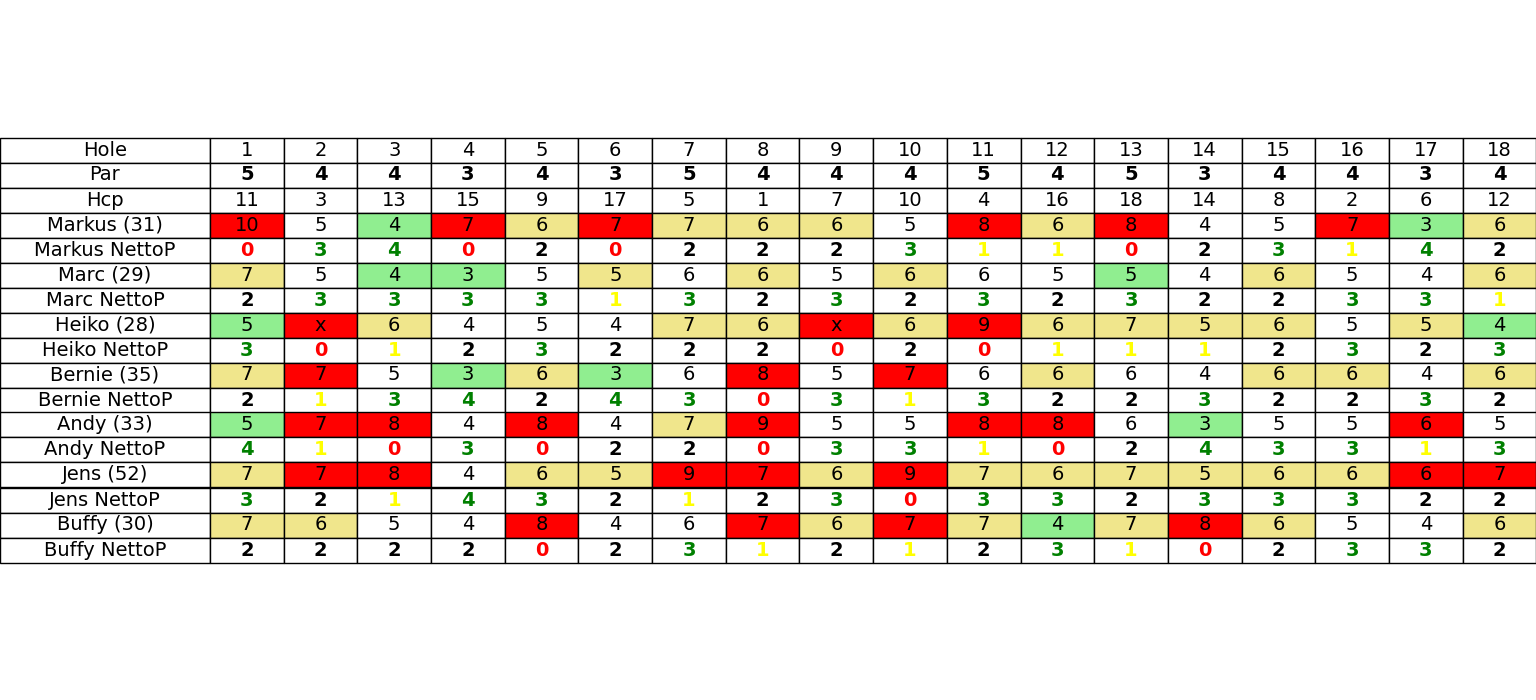 Hole 1 2 3 4 5 6 7 8 9 10 11 12 13 14 15 16 17 18
Par 5 4 4 3 4 3 5 4 4 4 5 4 5 3 4 4 3 4
Hcp 11 3 13 15 9 17 5 1 7 10 4 16 18 14 8 2 6 12
Markus (31) 10 5 4 7 6 7 7 6 6 5 8 6 8 4 5 7 3 6
Markus NettoP 0 3 4 0 2 0 2 2 2 3 1 1 0 2 3 1 4 2
Marc (29) 7 5 4 3 5 5 6 6 5 6 6 5 5 4 6 5 4 6
Marc NettoP 2 3 3 3 3 1 3 2 3 2 3 2 3 2 2 3 3 1
Heiko (28) 5 x 6 4 5 4 7 6 x 6 9 6 7 5 6 5 5 4
Heiko NettoP 3 0 1 2 3 2 2 2 0 2 0 1 1 1 2 3 2 3
Bernie (35) 7 7 5 3 6 3 6 8 5 7 6 6 6 4 6 6 4 6
Bernie NettoP 2 1 3 4 2 4 3 0 3 1 3 2 2 3 2 2 3 2
Andy (33) 5 7 8 4 8 4 7 9 5 5 8 8 6 3 5 5 6 5
Andy NettoP 4 1 0 3 0 2 2 0 3 3 1 0 2 4 3 3 1 3
Jens (52) 7 7 8 4 6 5 9 7 6 9 7 6 7 5 6 6 6 7
Jens NettoP 3 2 1 4 3 2 1 2 3 0 3 3 2 3 3 3 2 2
Buffy (30) 7 6 5 4 8 4 6 7 6 7 7 4 7 8 6 5 4 6
Buffy NettoP 2 2 2 2 0 2 3 1 2 1 2 3 1 0 2 3 3 2